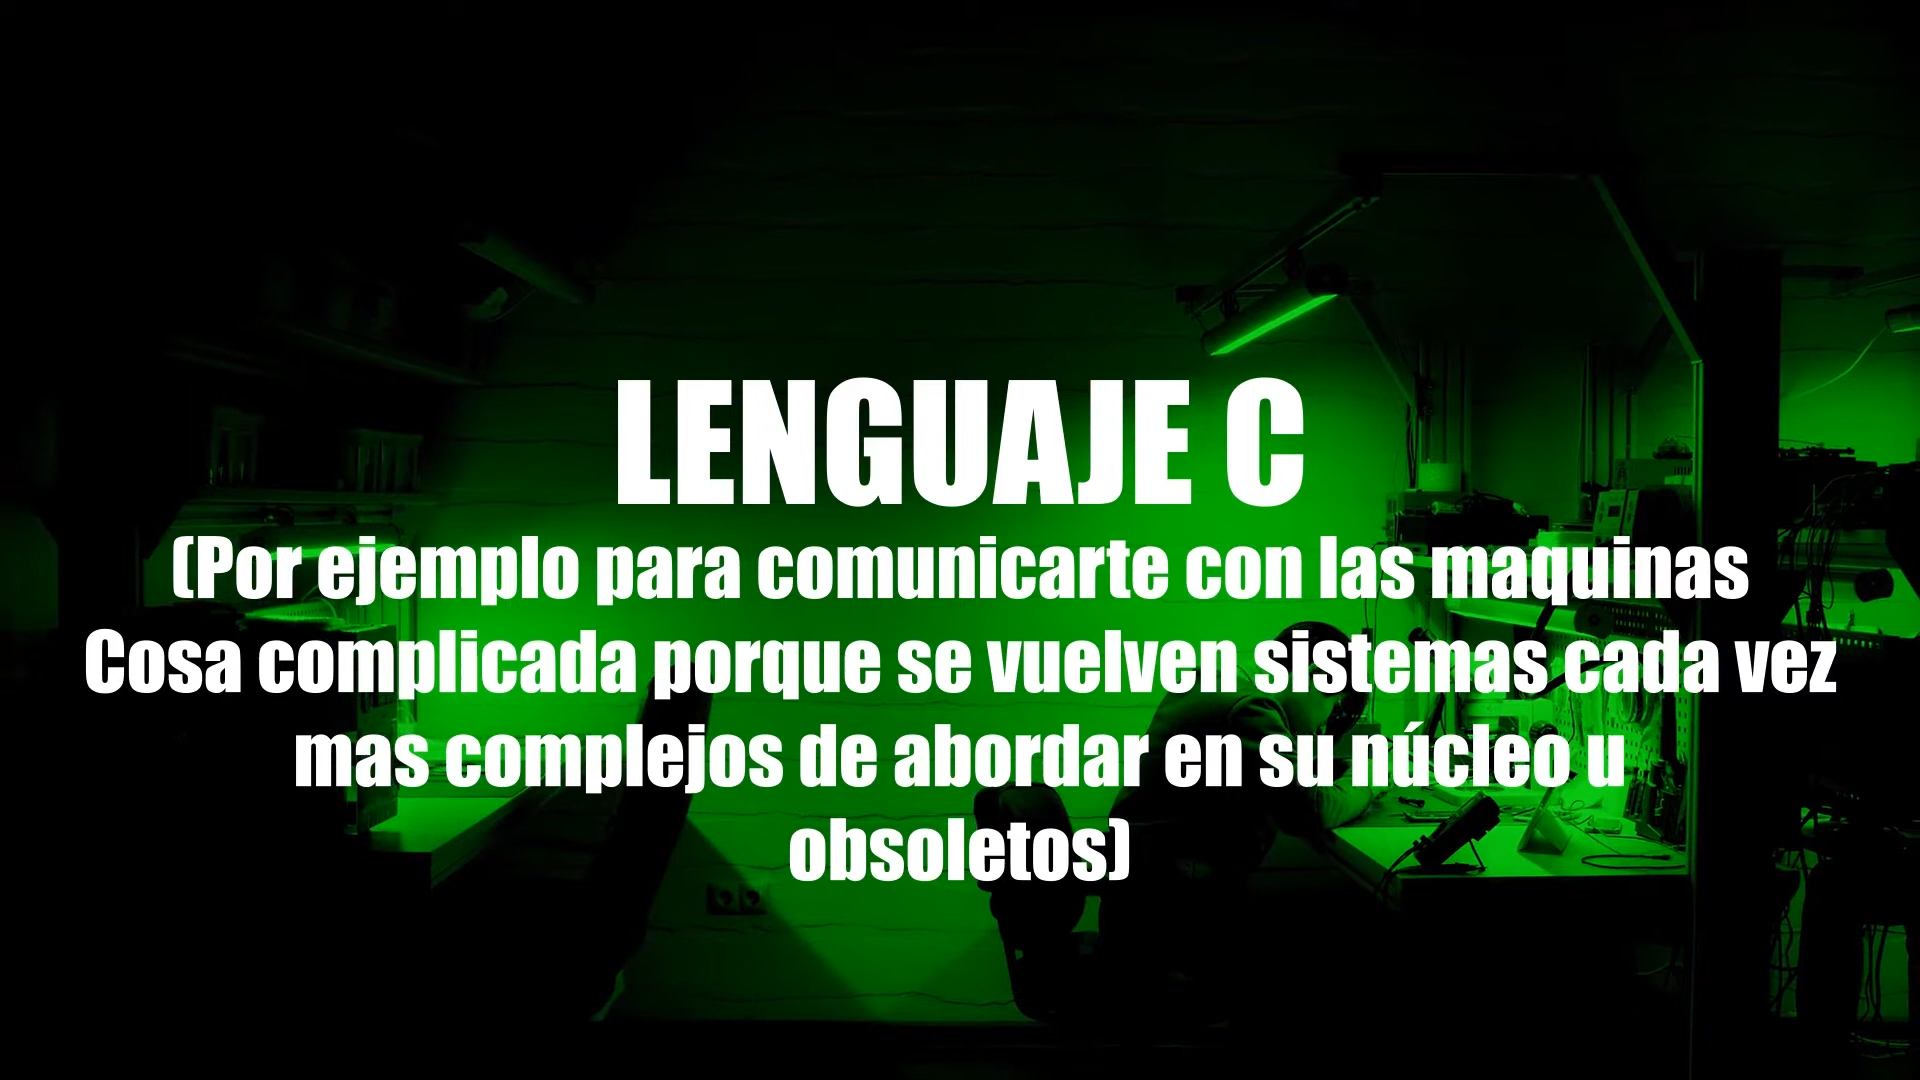 LENGUAJE C
(Por ejemplo para comunicarte con las maquinas
Cosa complicada porque se vuelven sistemas cada vez
mas complejos de abordar en su núcleo u
obsoletos)